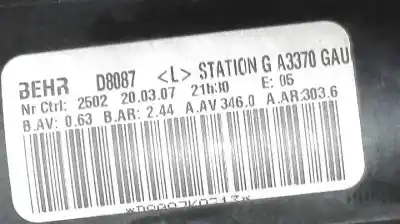 BEHR D8087 <L> STATION G A3370 GAU
Nr Ctrl: 2502 20.03.07 21h30 E: 05
B.AV: 0.63 B.AR: 2.44 A.AV 346.0 A.AR:303.6